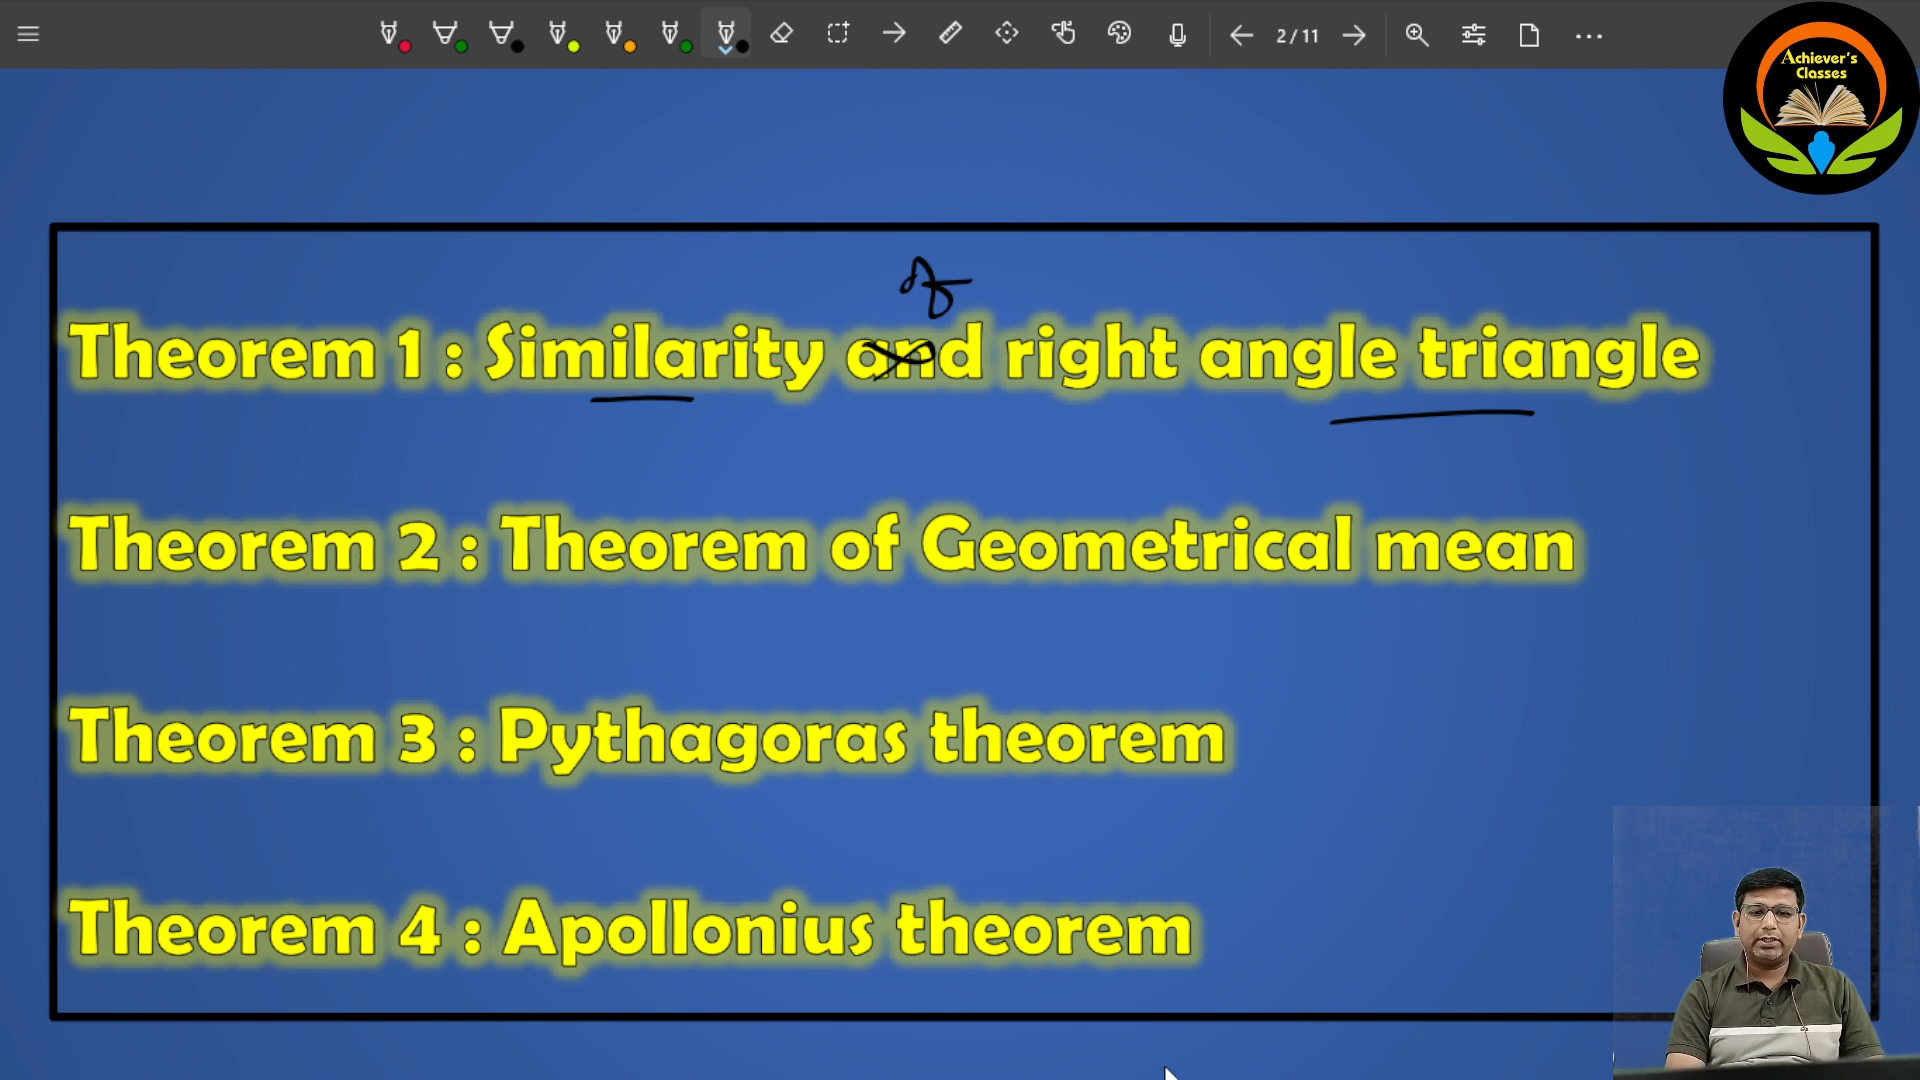 2 / 11
Achiever's
Classes
of
Theorem 1 : Similarity and right angle triangle
Theorem 2 : Theorem of Geometrical mean
Theorem 3 : Pythagoras theorem
Theorem 4 : Apollonius theorem